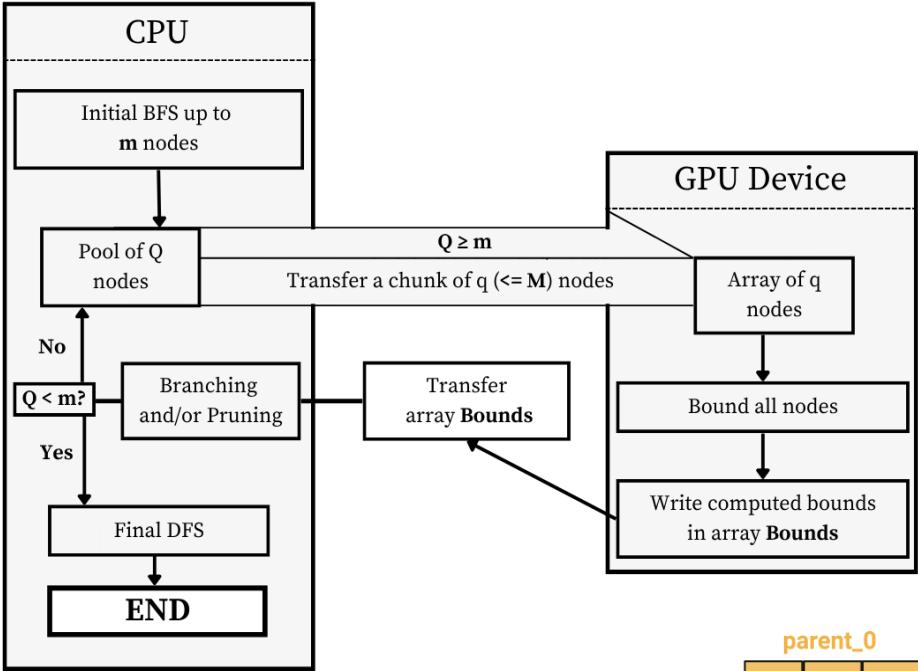 CPU
Initial BFS up to
m nodes
GPU Device
Pool of Q
nodes
Q ≥ m
Transfer a chunk of q (<= M) nodes
Array of q
nodes
No
Q < m?
Branching
and/or Pruning
Transfer
array Bounds
Bound all nodes
Yes
Write computed bounds
in array Bounds
Final DFS
END
parent_0